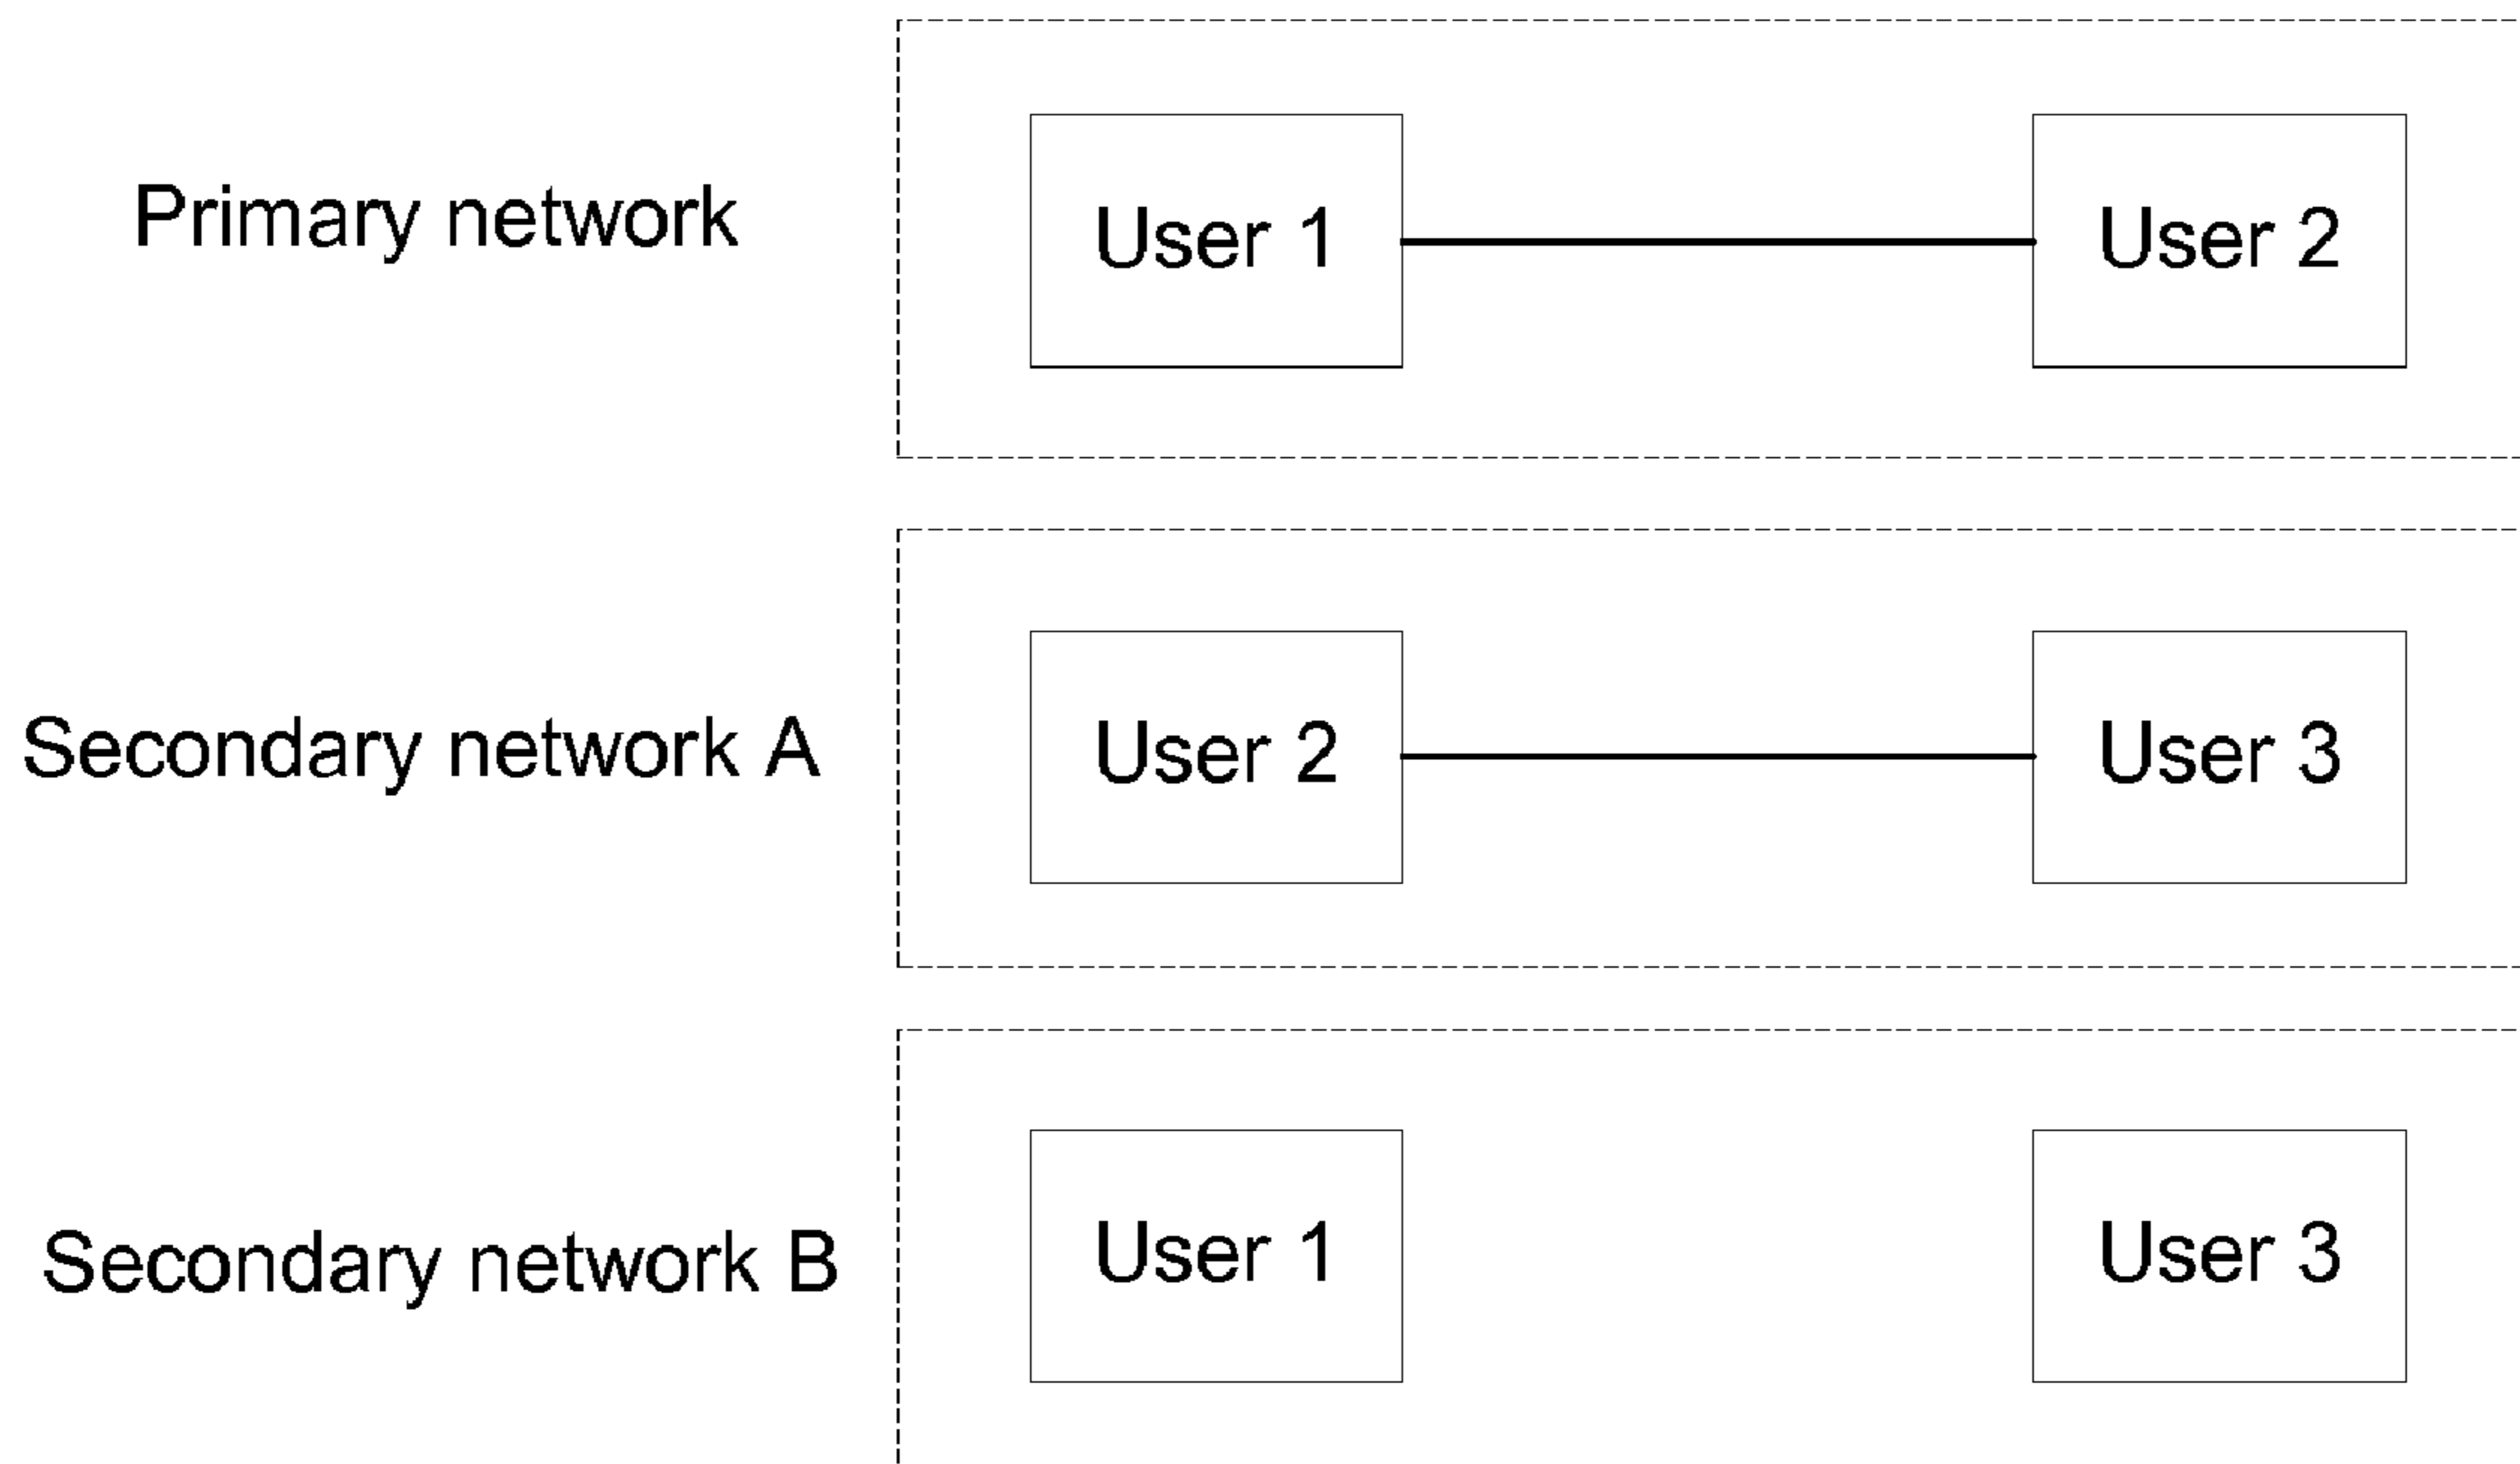 Primary network
User 1
User 2
Secondary network A
User 2
User 3
Secondary network B
User 1
User 3